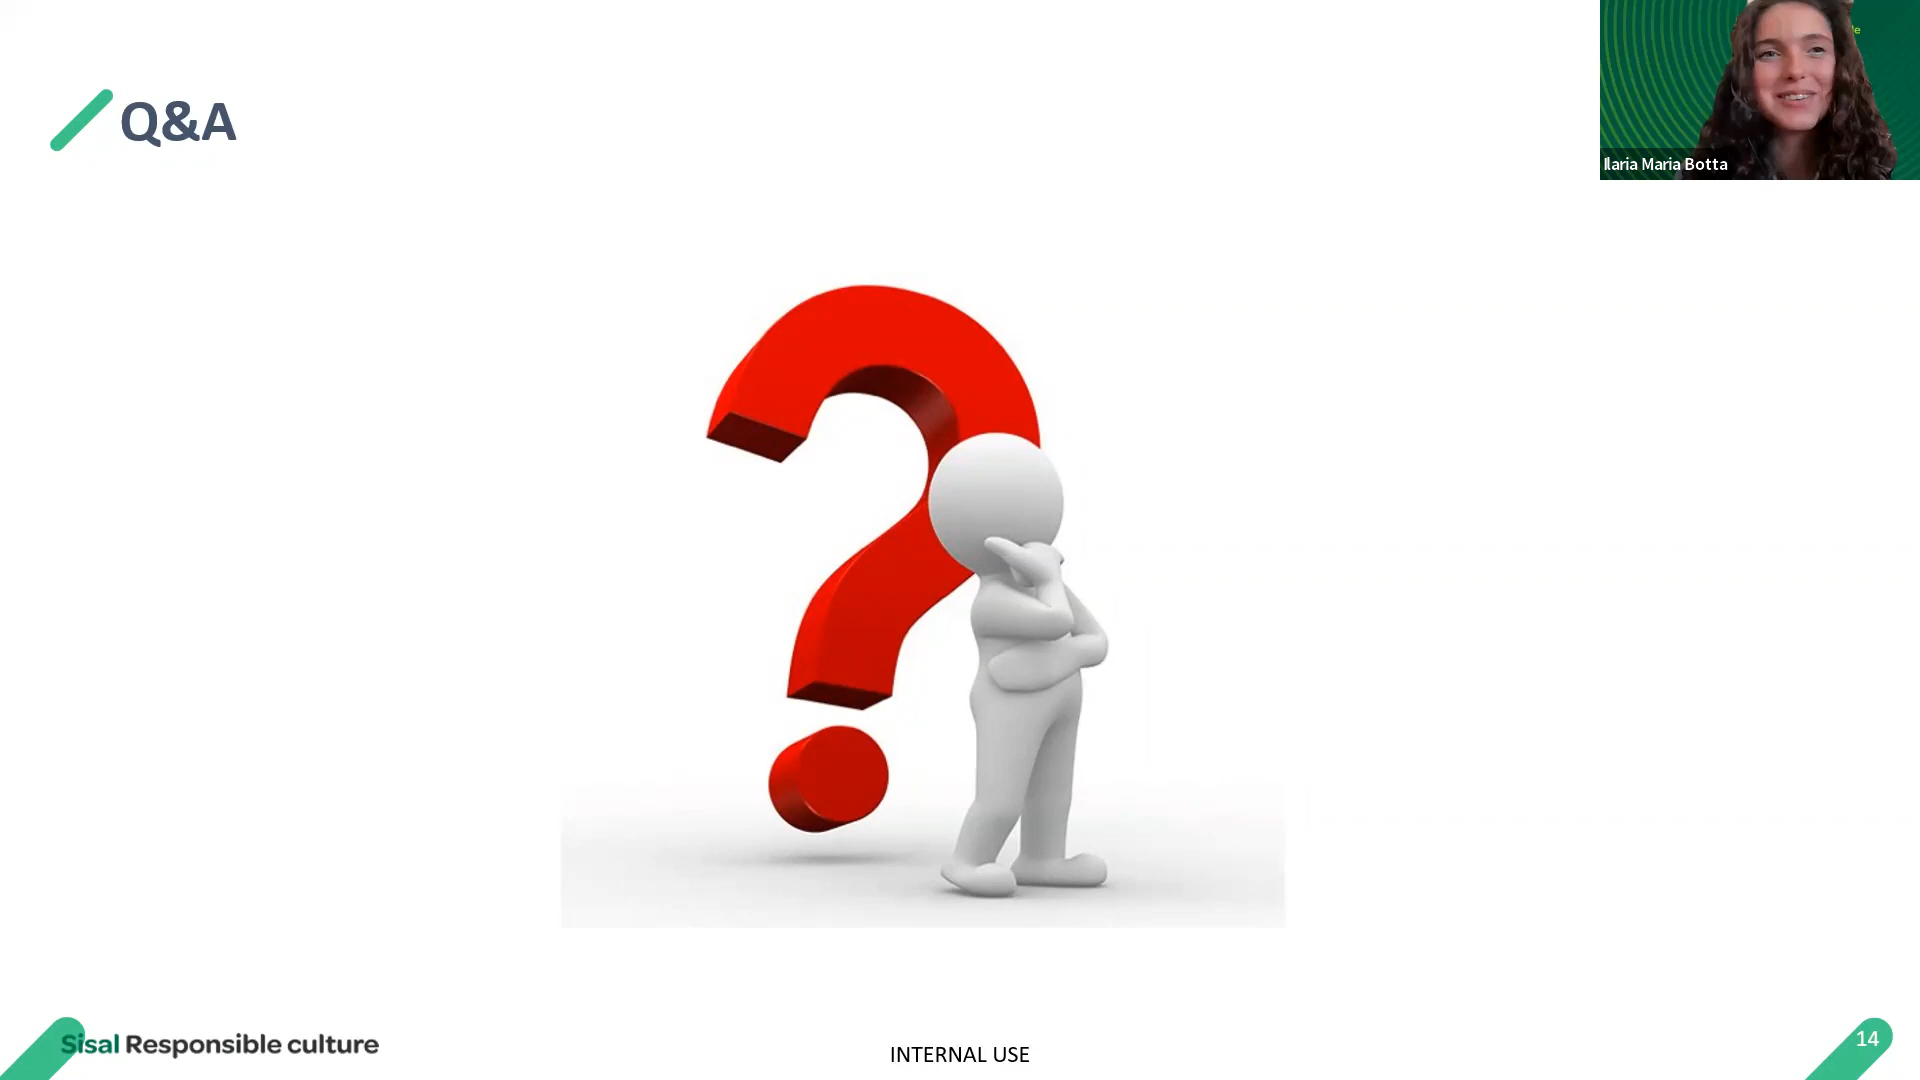 Q&A
Ilaria Maria Botta
Sisal Responsible culture
INTERNAL USE
14